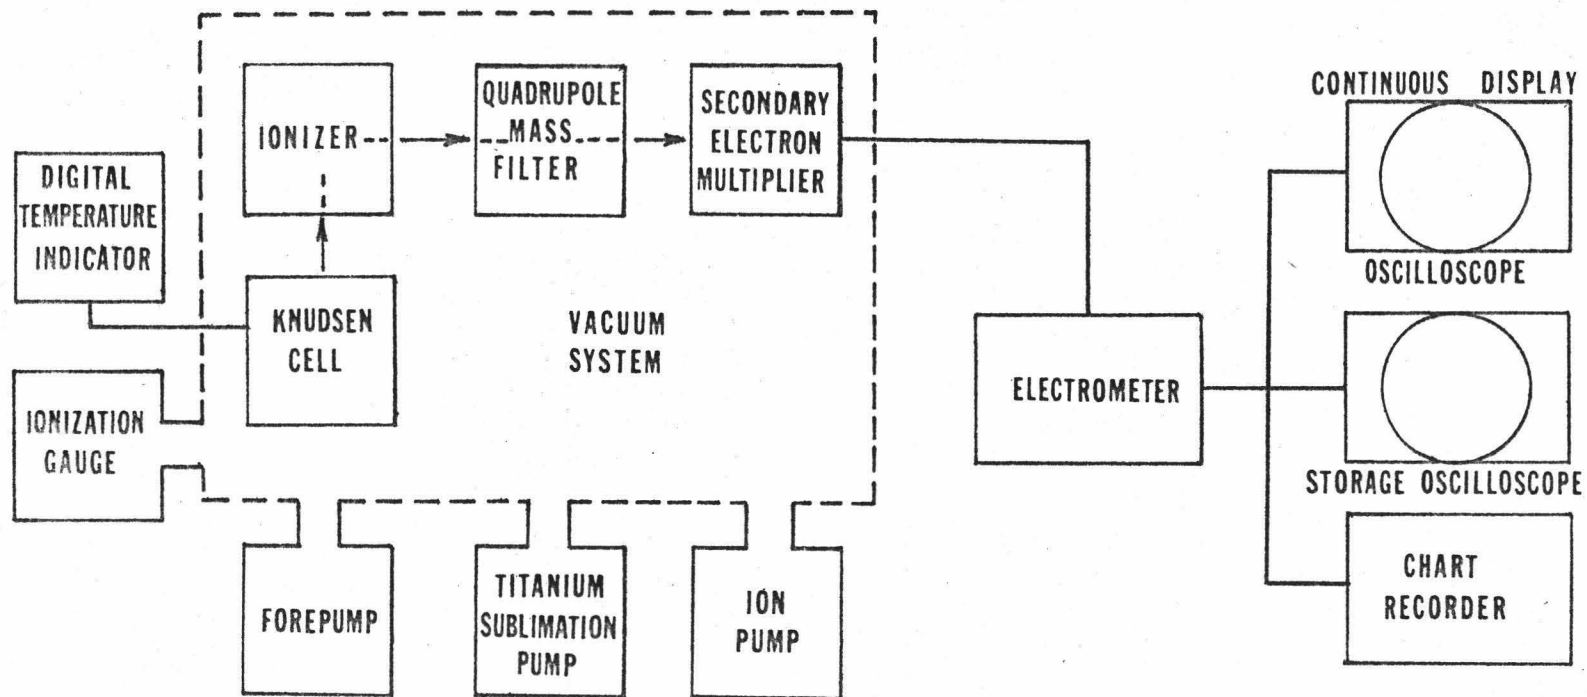 IONIZER
QUADRUPOLE
MASS
FILTER
SECONDARY
ELECTRON
MULTIPLIER
CONTINUOUS DISPLAY
OSCILLOSCOPE
DIGITAL
TEMPERATURE
INDICATOR
KNUDSEN
CELL
VACUUM
SYSTEM
IONIZATION
GAUGE
ELECTROMETER
STORAGE OSCILLOSCOPE
FOREPUMP
TITANIUM
SUBLIMATION
PUMP
ION
PUMP
CHART
RECORDER